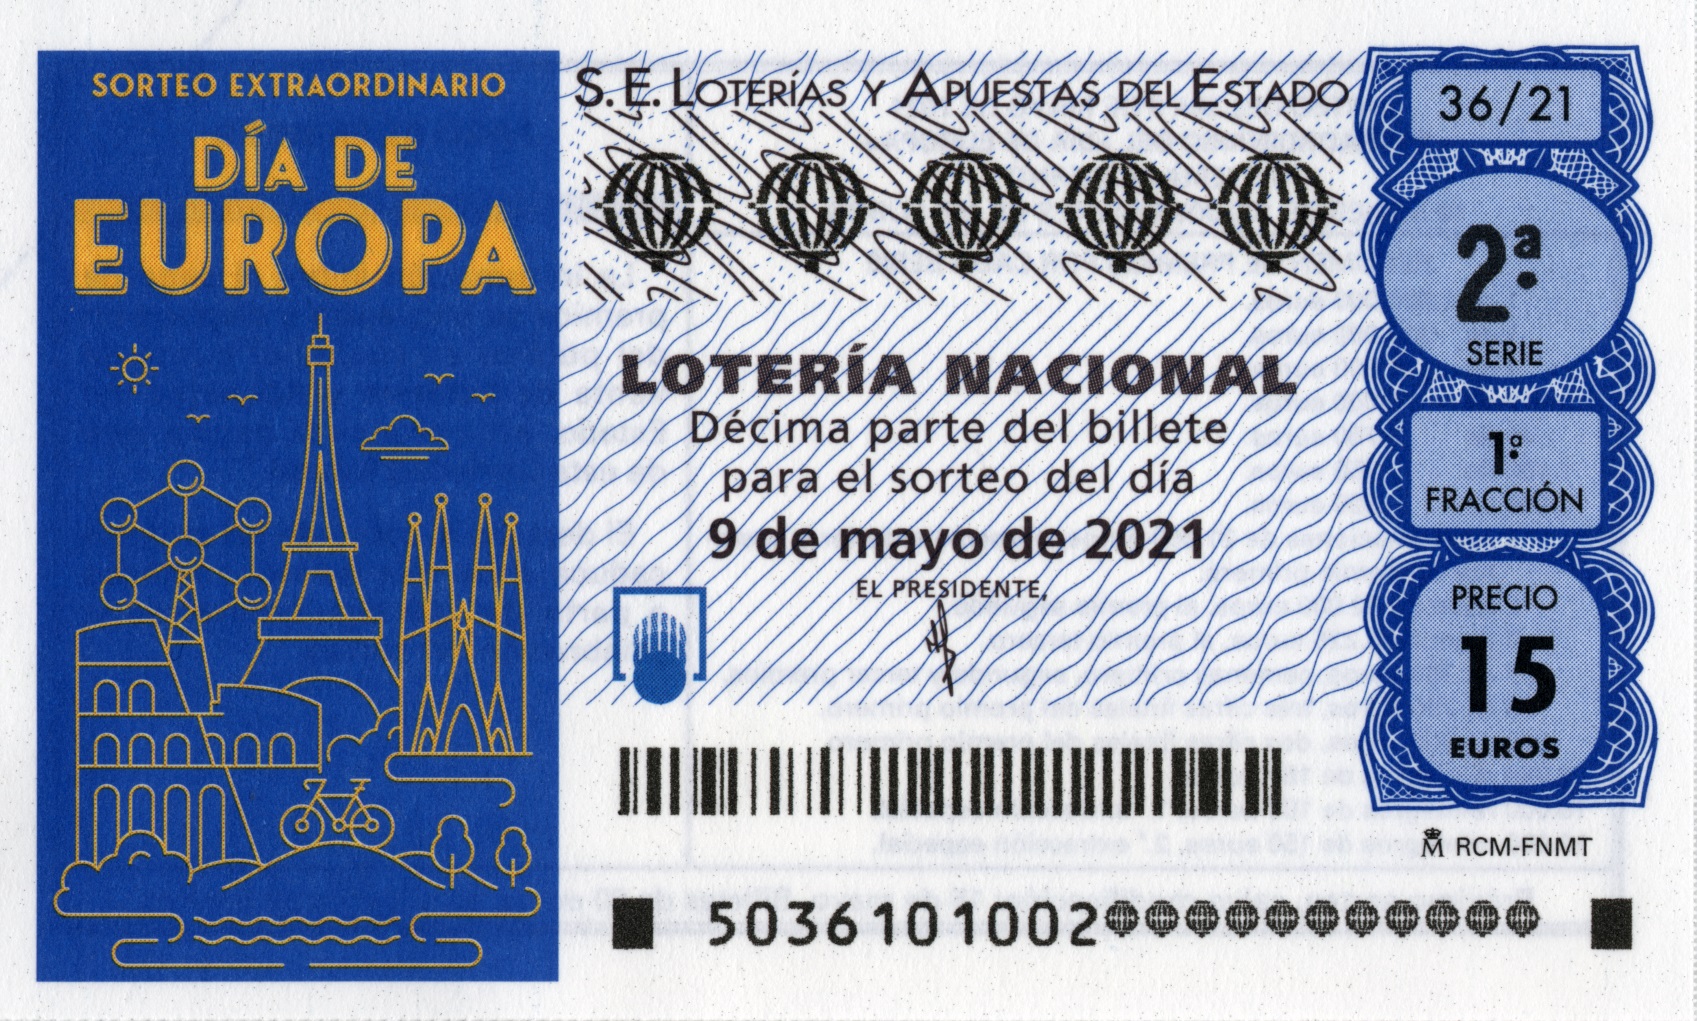 SORTEO EXTRAORDINARIO
DÍA DE
EUROPA
S. E. LOTERÍAS Y APUESTAS DEL ESTADO
LOTERÍA NACIONAL
Décima parte del billete
para el sorteo del día
9 de mayo de 2021
EL PRESIDENTE,
36/21
2ª
SERIE
1ª
FRACCIÓN
PRECIO
15
EUROS
M RCM-FNMT
5036101002